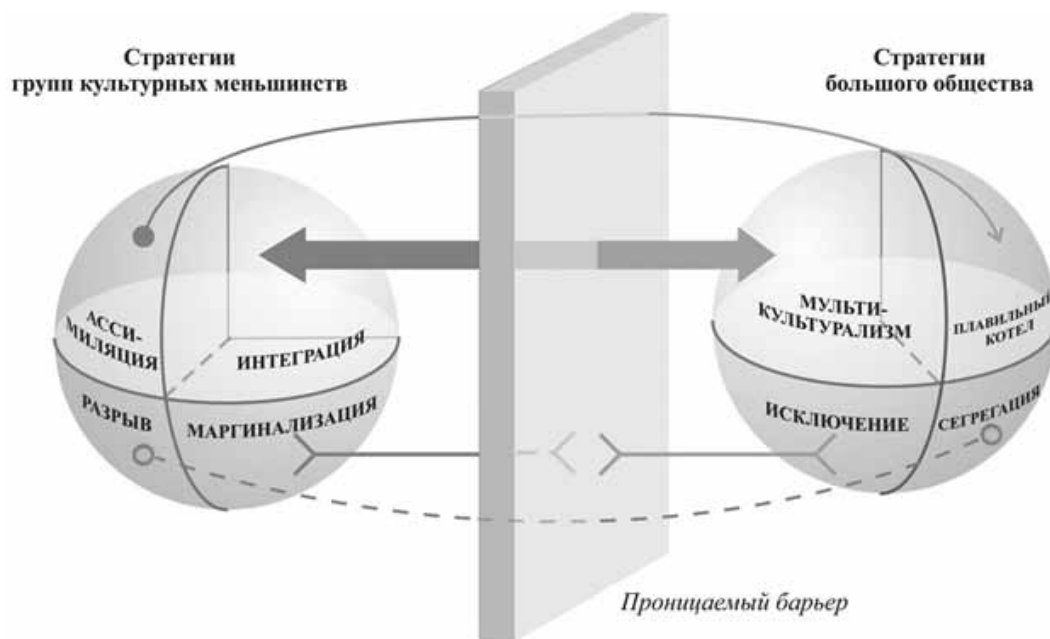 Стратегии
групп культурных меньшинств
Стратегии
большого общества
АССИ-
МИЛЯЦИЯ
ИНТЕГРАЦИЯ
РАЗРЫВ
МАРГИНАЛИЗАЦИЯ
МУЛЬТИ-
КУЛЬТУРАЛИЗМ
ПЛАВИЛЬНЫЙ
КОТЕЛ
ИСКЛЮЧЕНИЕ
СЕГРЕГАЦИЯ
Проницаемый барьер